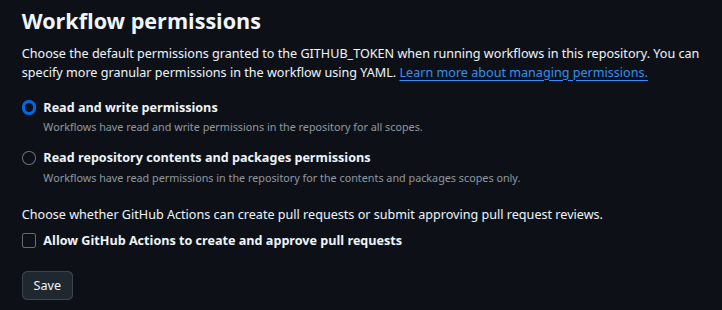 Workflow permissions
Choose the default permissions granted to the GITHUB_TOKEN when running workflows in this repository. You can
specify more granular permissions in the workflow using YAML. Learn more about managing permissions.
Read and write permissions
Workflows have read and write permissions in the repository for all scopes.
Read repository contents and packages permissions
Workflows have read permissions in the repository for the contents and packages scopes only.
Choose whether GitHub Actions can create pull requests or submit approving pull request reviews.
Allow GitHub Actions to create and approve pull requests
Save